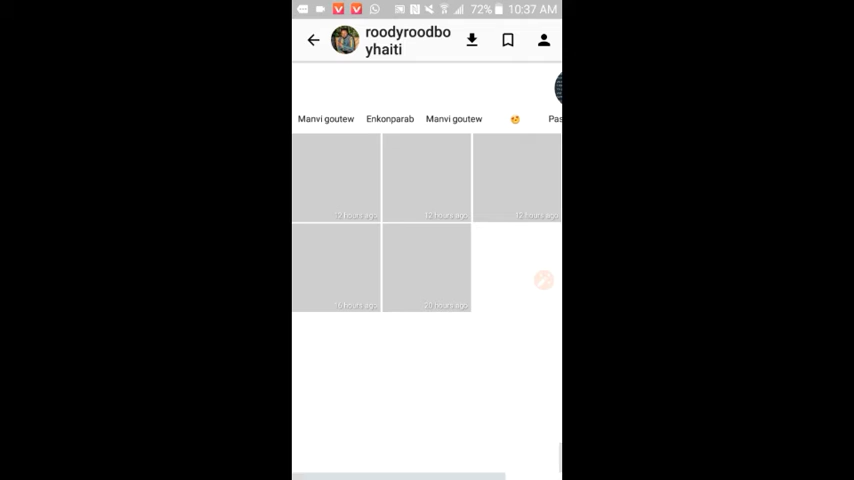 72% 10:37 AM
roodyroodbo
yhaiti
Manvi goutew Enkonparab Manvi goutew Pas
12 hours ago 12 hours ago 12 hours ago
16 hours ago 20 hours ago